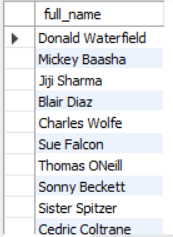 full_name
Donald Waterfield
Mickey Baasha
Jiji Sharma
Blair Diaz
Charles Wolfe
Sue Falcon
Thomas ONeill
Sonny Beckett
Sister Spitzer
Cedric Coltrane